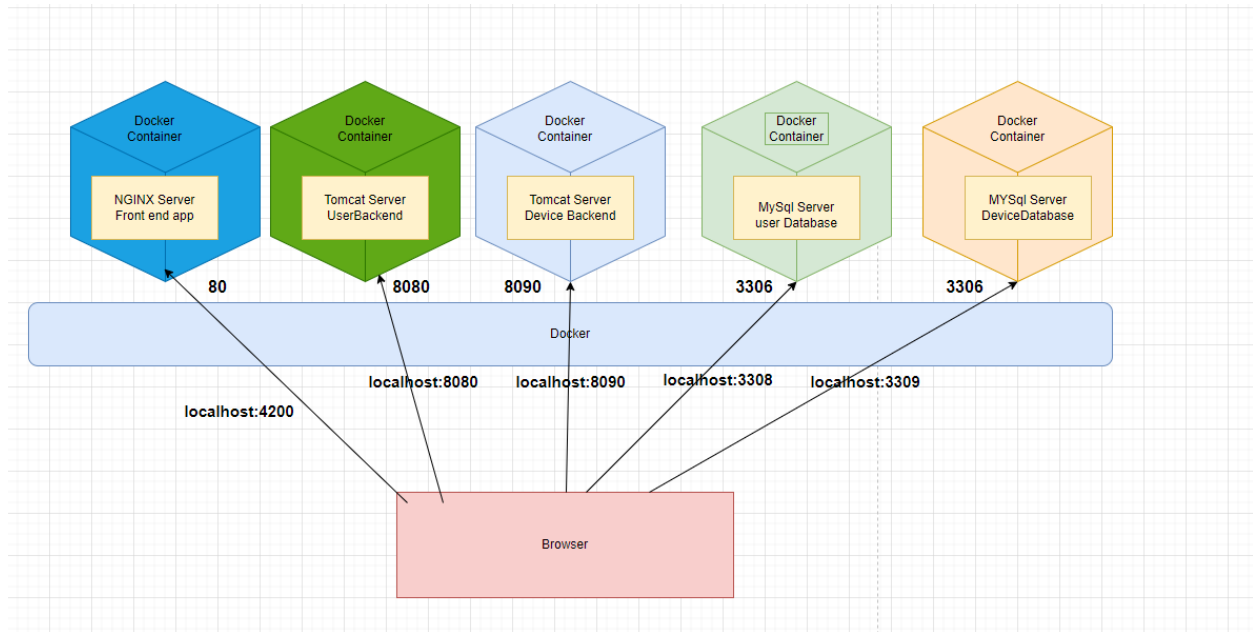 Docker
Container
Docker
Container
Docker
Container
Docker
Container
Docker
Container
NGINX Server
Front end app
Tomcat Server
UserBackend
Tomcat Server
Device Backend
MySql Server
user Database
MYSql Server
DeviceDatabase
80
8080
8090
3306
3306
Docker
localhost:4200
localhost:8080
localhost:8090
localhost:3308
localhost:3309
Browser